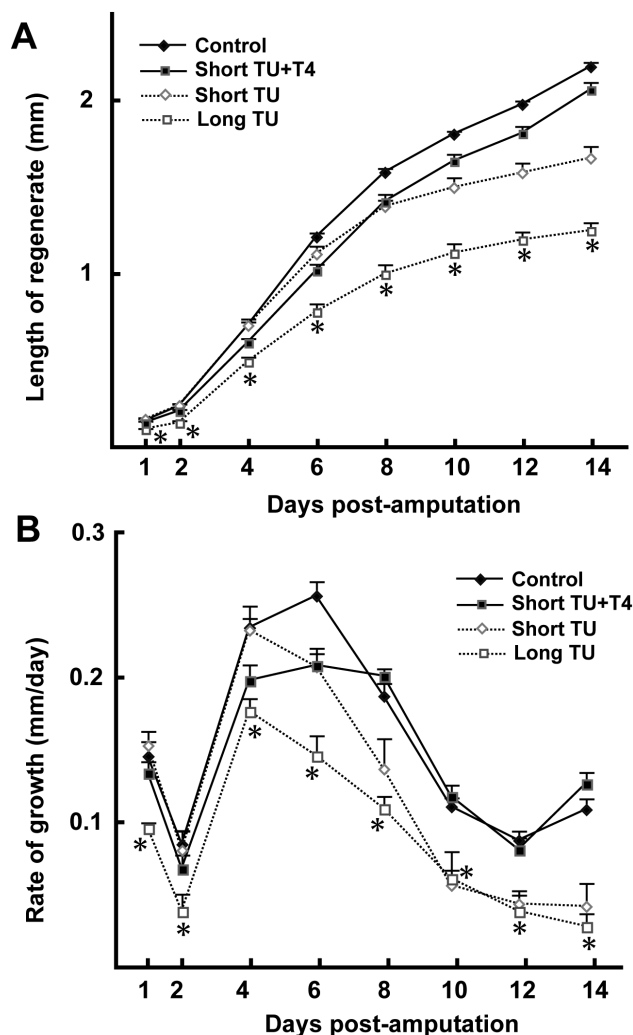 A
Control
Short TU+T4
Short TU
Long TU
Length of regenerate (mm)
2
1
* * * * * * * *
1 2 4 6 8 10 12 14
Days post-amputation
B
Control
Short TU+T4
Short TU
Long TU
Rate of growth (mm/day)
0.3
0.2
0.1
* * * * * * * *
1 2 4 6 8 10 12 14
Days post-amputation